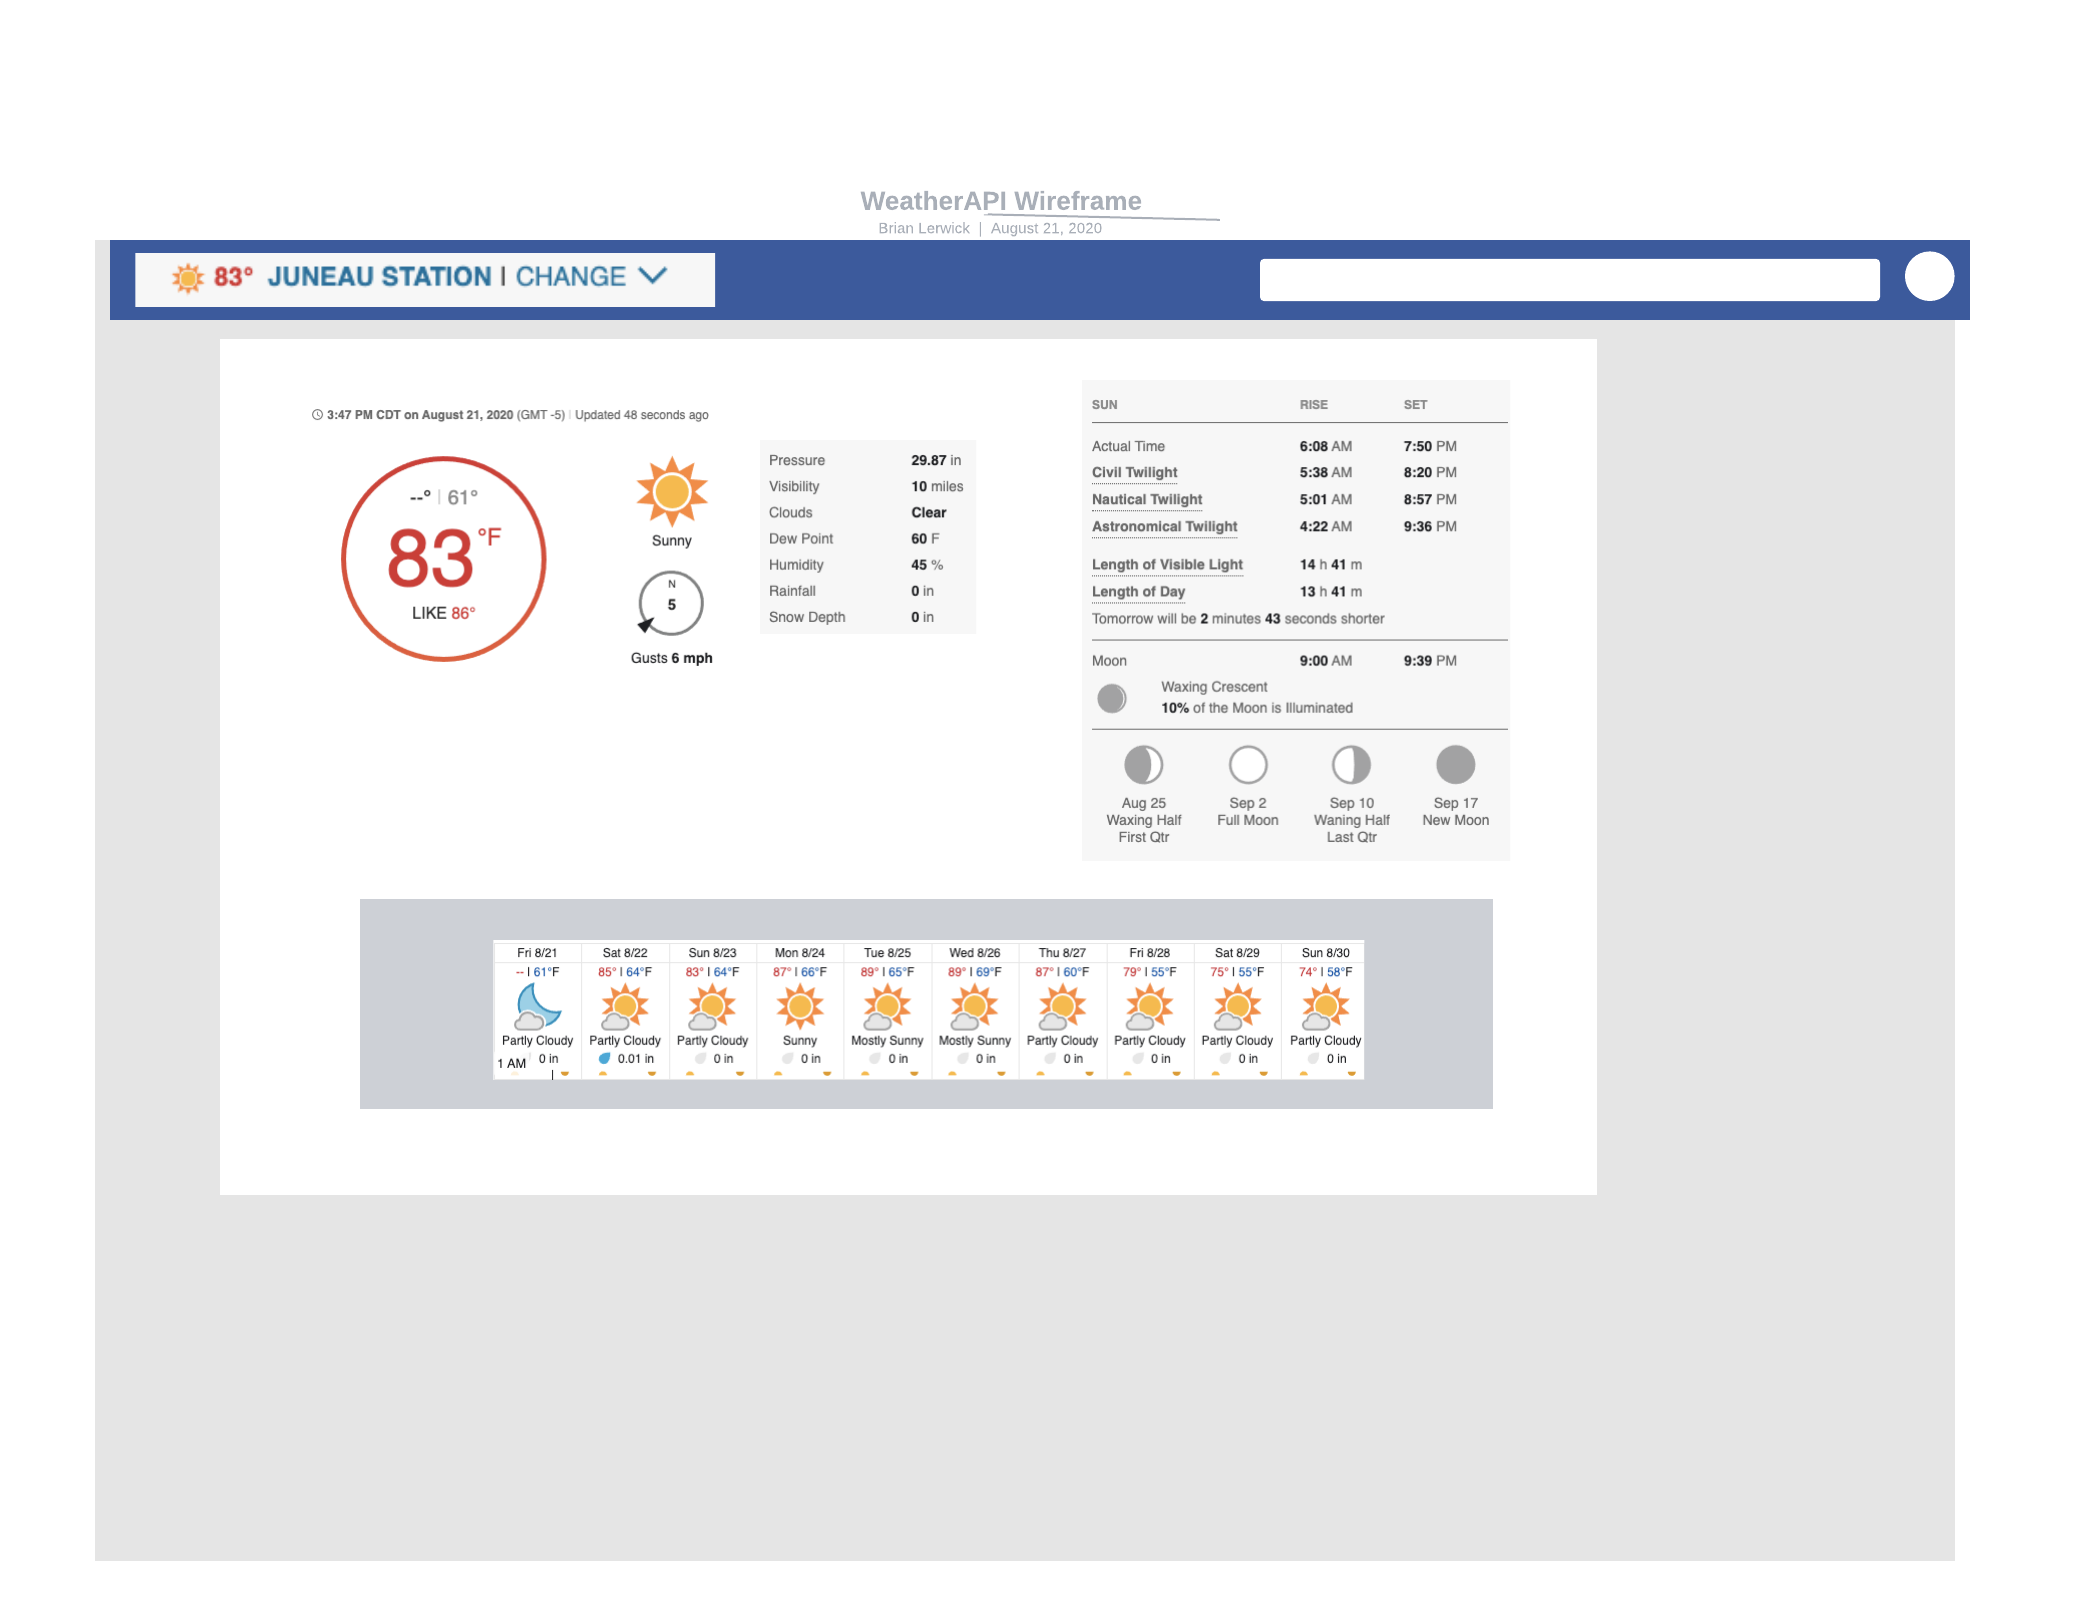 WeatherAPI Wireframe
Brian Lerwick | August 21, 2020
83° JUNEAU STATION | CHANGE
3:47 PM CDT on August 21, 2020 (GMT -5) | Updated 48 seconds ago
--° | 61°
83 °F
LIKE 86°
Sunny
N
5
Gusts 6 mph
Pressure 29.87 in
Visibility 10 miles
Clouds Clear
Dew Point 60 F
Humidity 45 %
Rainfall 0 in
Snow Depth 0 in
SUN RISE SET
Actual Time 6:08 AM 7:50 PM
Civil Twilight 5:38 AM 8:20 PM
Nautical Twilight 5:01 AM 8:57 PM
Astronomical Twilight 4:22 AM 9:36 PM
Length of Visible Light 14 h 41 m
Length of Day 13 h 41 m
Tomorrow will be 2 minutes 43 seconds shorter
Moon 9:00 AM 9:39 PM
Waxing Crescent
10% of the Moon is Illuminated
Aug 25 Sep 2 Sep 10 Sep 17
Waxing Half Full Moon Waning Half New Moon
First Qtr Last Qtr
Fri 8/21 Sat 8/22 Sun 8/23 Mon 8/24 Tue 8/25 Wed 8/26 Thu 8/27 Fri 8/28 Sat 8/29 Sun 8/30
-- | 61°F 85° | 64°F 83° | 64°F 87° | 66°F 89° | 65°F 89° | 69°F 87° | 60°F 79° | 55°F 75° | 55°F 74° | 58°F
Partly Cloudy Partly Cloudy Partly Cloudy Sunny Mostly Sunny Mostly Sunny Partly Cloudy Partly Cloudy Partly Cloudy Partly Cloudy
0 in 0.01 in 0 in 0 in 0 in 0 in 0 in 0 in 0 in 0 in
1 AM